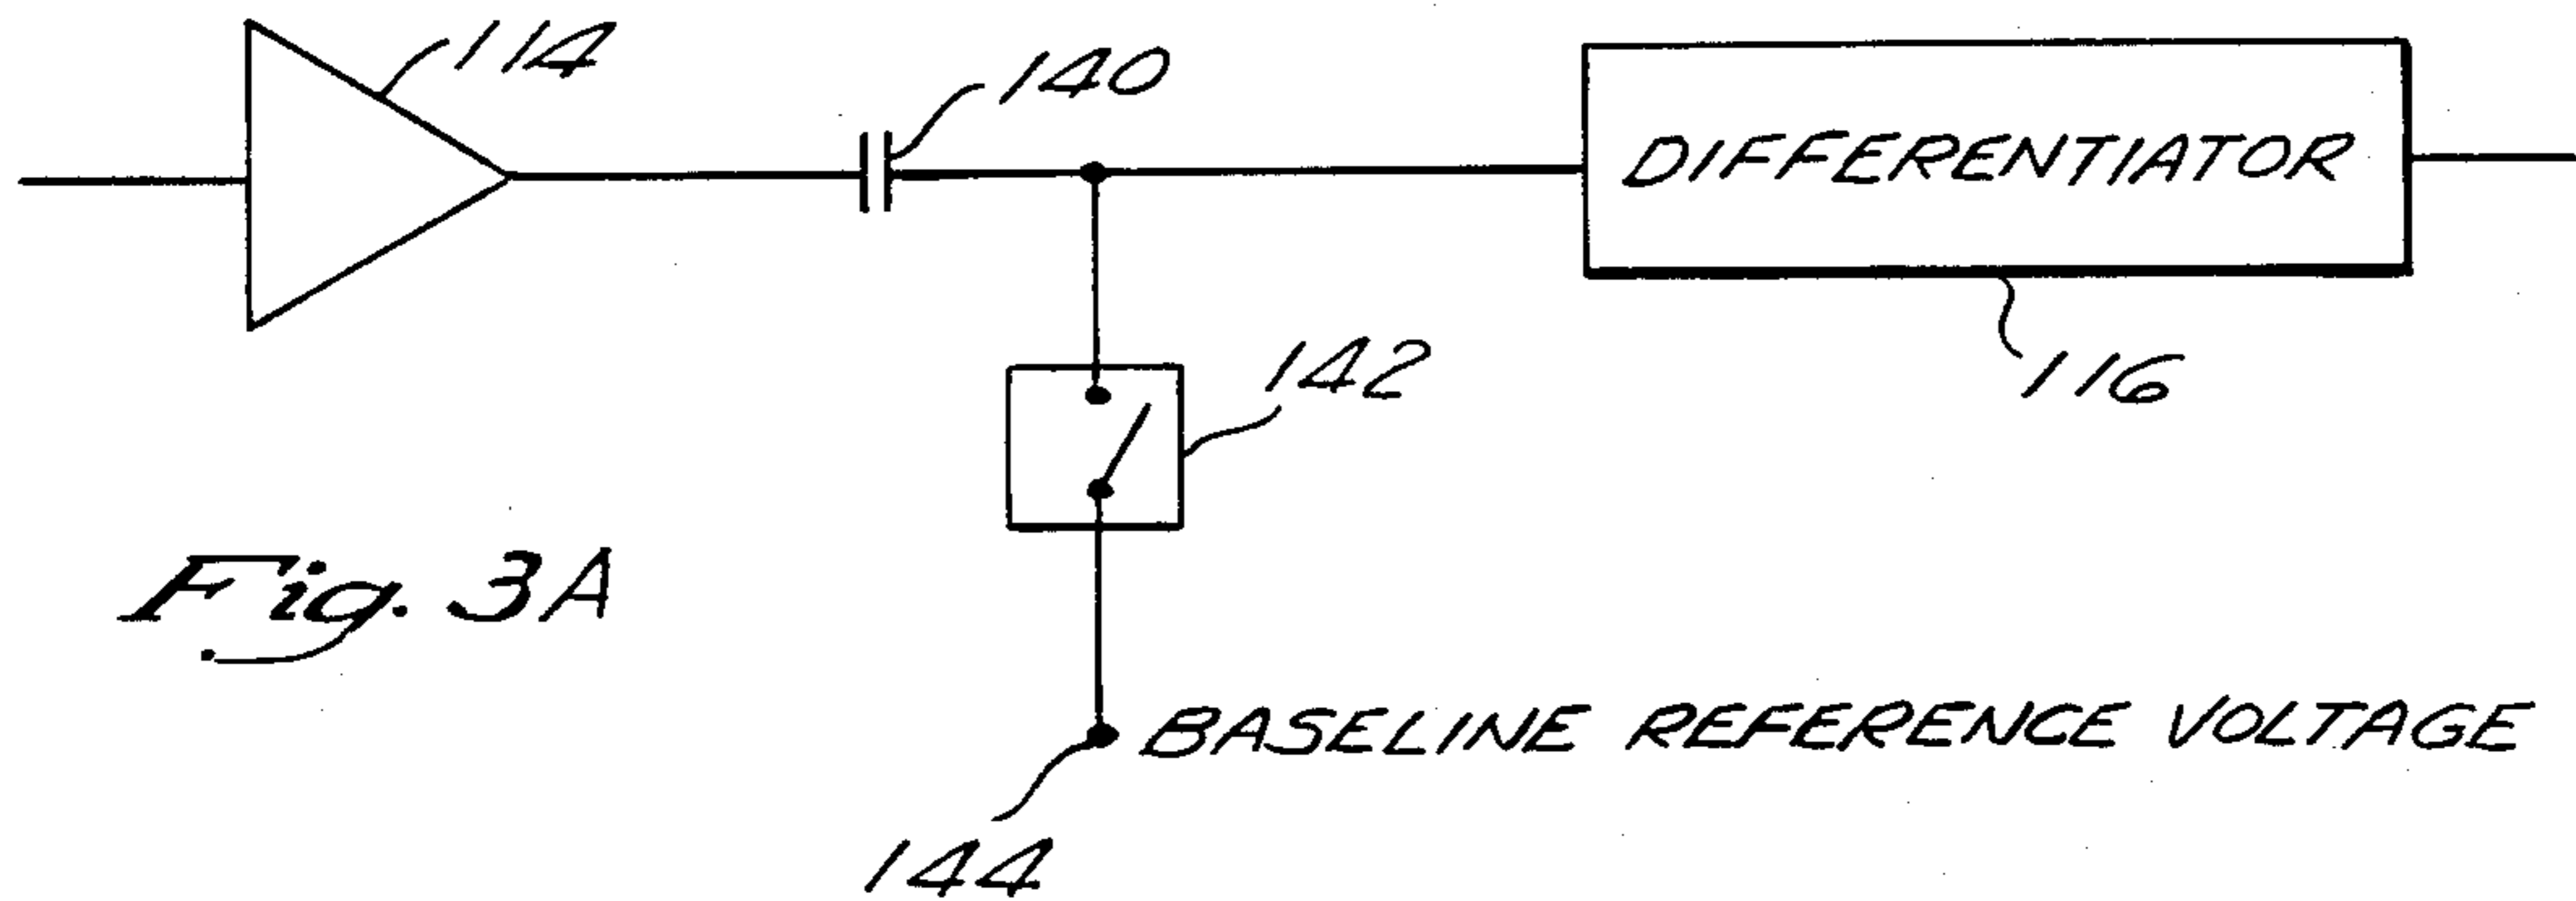 114
140
DIFFERENTIATOR
142
116
Fig. 3A
BASELINE REFERENCE VOLTAGE
144